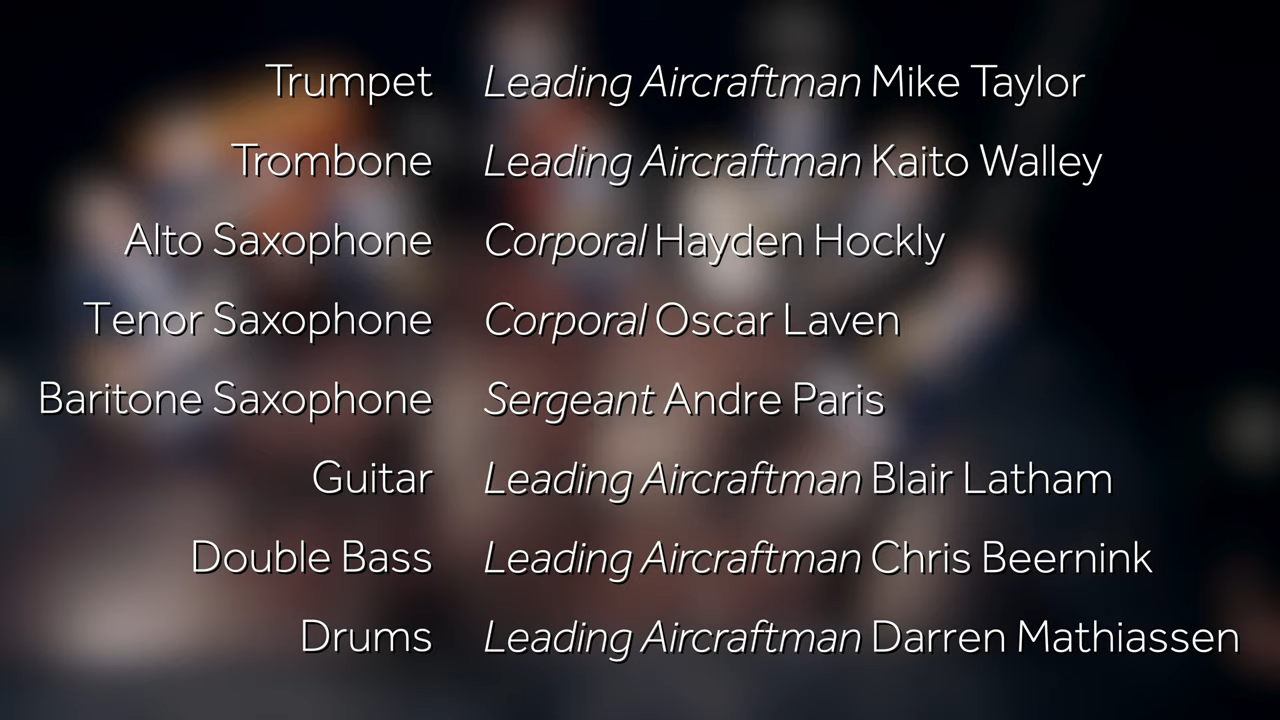 Trumpet Leading Aircraftman Mike Taylor
Trombone Leading Aircraftman Kaito Walley
Alto Saxophone Corporal Hayden Hockly
Tenor Saxophone Corporal Oscar Laven
Baritone Saxophone Sergeant Andre Paris
Guitar Leading Aircraftman Blair Latham
Double Bass Leading Aircraftman Chris Beernink
Drums Leading Aircraftman Darren Mathiassen